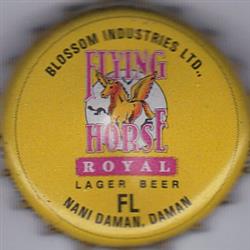 BLOSSOM INDUSTRIES LTD.,
FLYING
HORSE
ROYAL
LAGER BEER
FL
NANI DAMAN, DAMAN